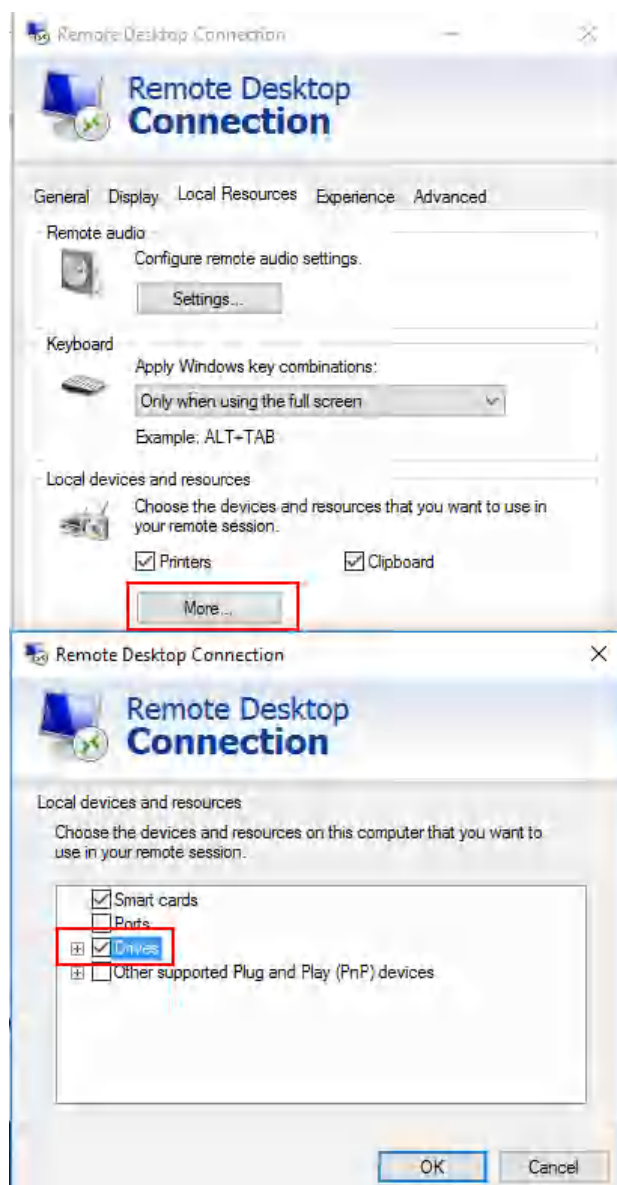 Remote Desktop Connection
Remote Desktop
Connection
General Display Local Resources Experience Advanced
Remote audio
Configure remote audio settings.
Settings...
Keyboard
Apply Windows key combinations:
Only when using the full screen
Example: ALT+TAB
Local devices and resources
Choose the devices and resources that you want to use in
your remote session.
Printers Clipboard
More...
Remote Desktop Connection
Remote Desktop
Connection
Local devices and resources
Choose the devices and resources on this computer that you want to
use in your remote session.
Smart cards
Ports
Drives
Other supported Plug and Play (PnP) devices
OK Cancel